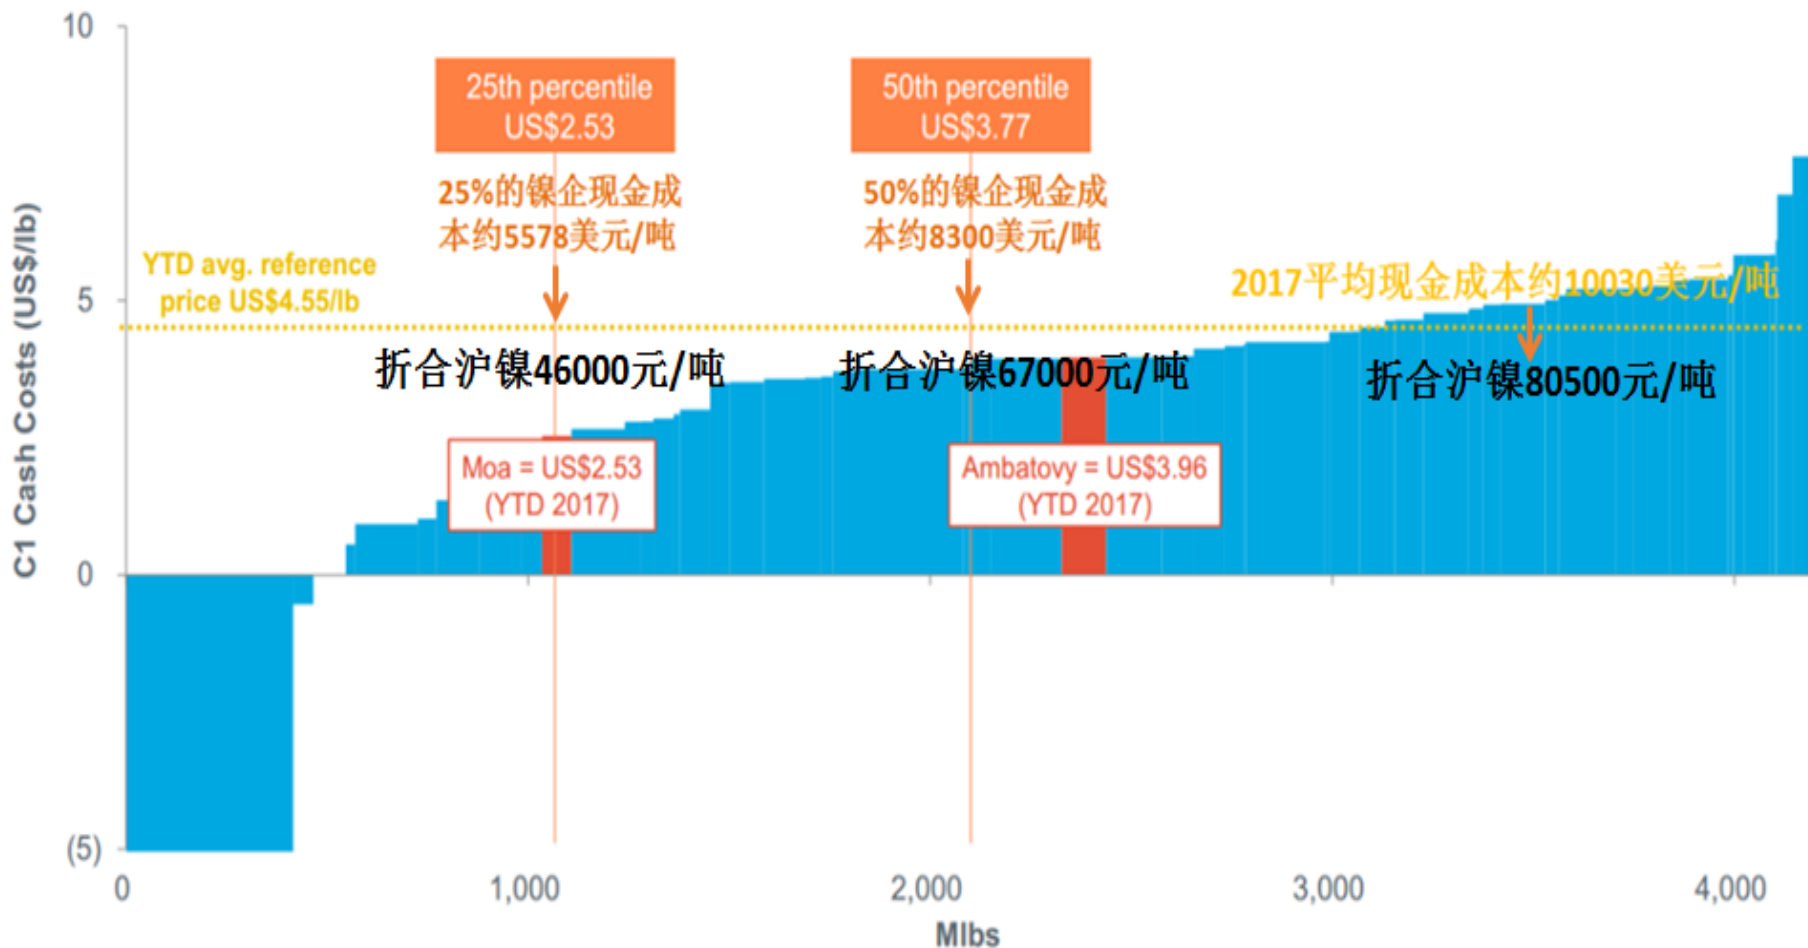 10
25th percentile
US$2.53
50th percentile
US$3.77
25%的镍企现金成
本约5578美元/吨
50%的镍企现金成
本约8300美元/吨
YTD avg. reference
price US$4.55/lb
2017平均现金成本约10030美元/吨
5
折合沪镍46000元/吨
折合沪镍67000元/吨
折合沪镍80500元/吨
C1 Cash Costs (US$/lb)
Moa = US$2.53
(YTD 2017)
Ambatovy = US$3.96
(YTD 2017)
0
(5)
0
1,000
2,000
3,000
4,000
Mlbs